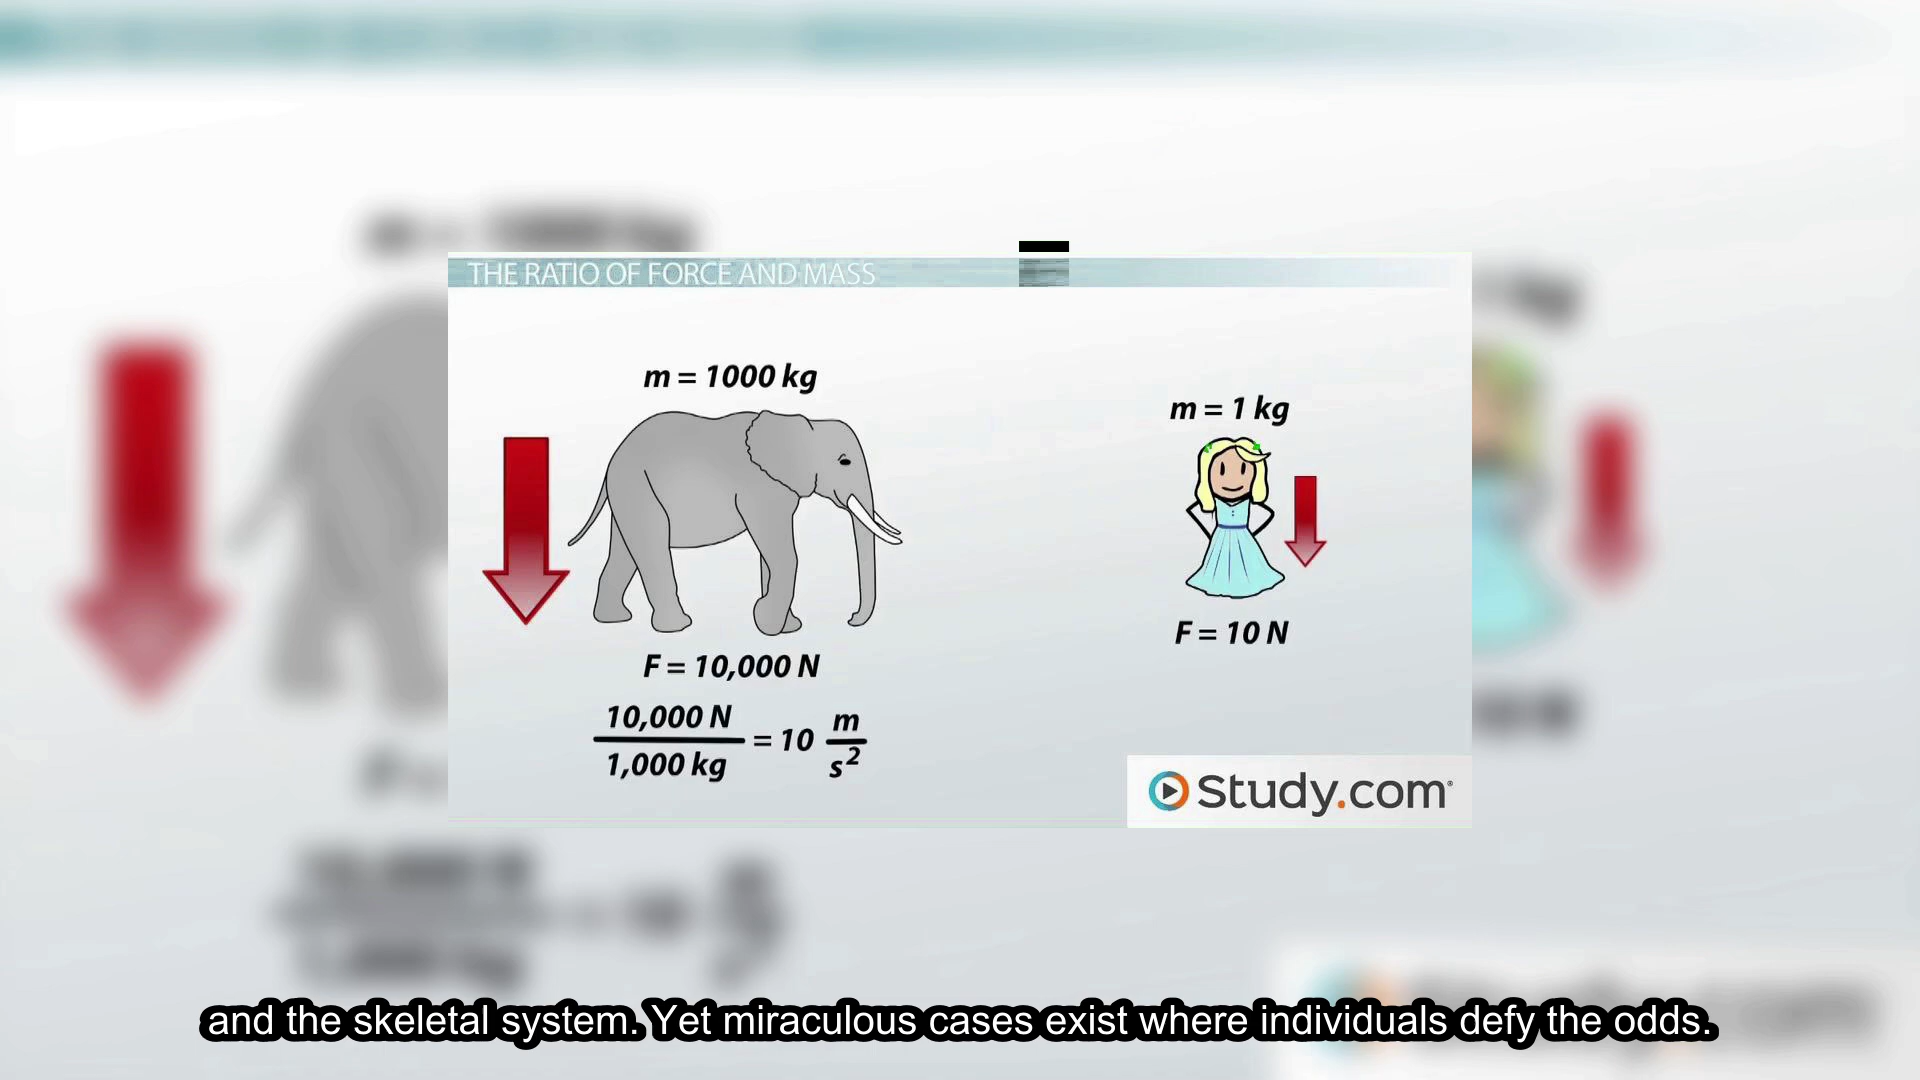 THE RATIO OF FORCE AND MASS
m = 1000 kg
m = 1 kg
F = 10 N
F = 10,000 N
10,000 N
1,000 kg
= 10 m
s2
Study.com
and the skeletal system. Yet miraculous cases exist where individuals defy the odds.